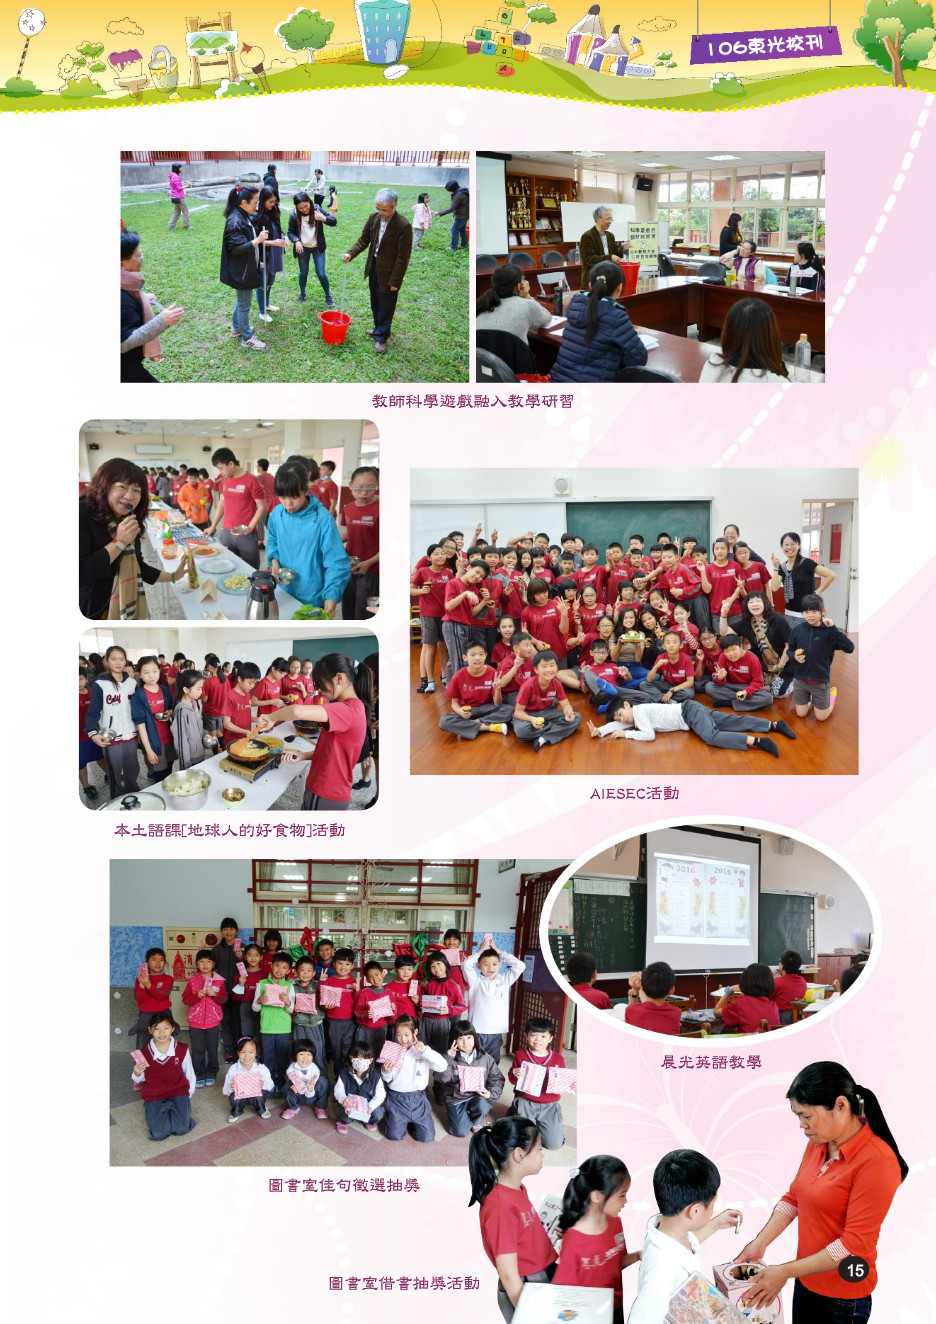 106東光校刊
教師科學遊戲融入教學研習
AIESEC活動
本土語課[地球人的好食物]活動
2016
2016
消
晨光英語教學
圖書室佳句徵選抽獎
圖書室借書抽獎活動
15